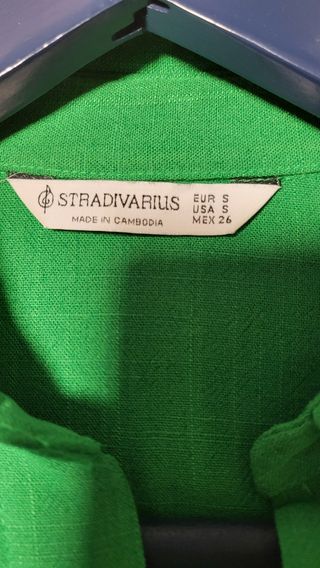 STRADIVARIUS
MADE IN CAMBODIA
EUR S
USA S
MEX 26